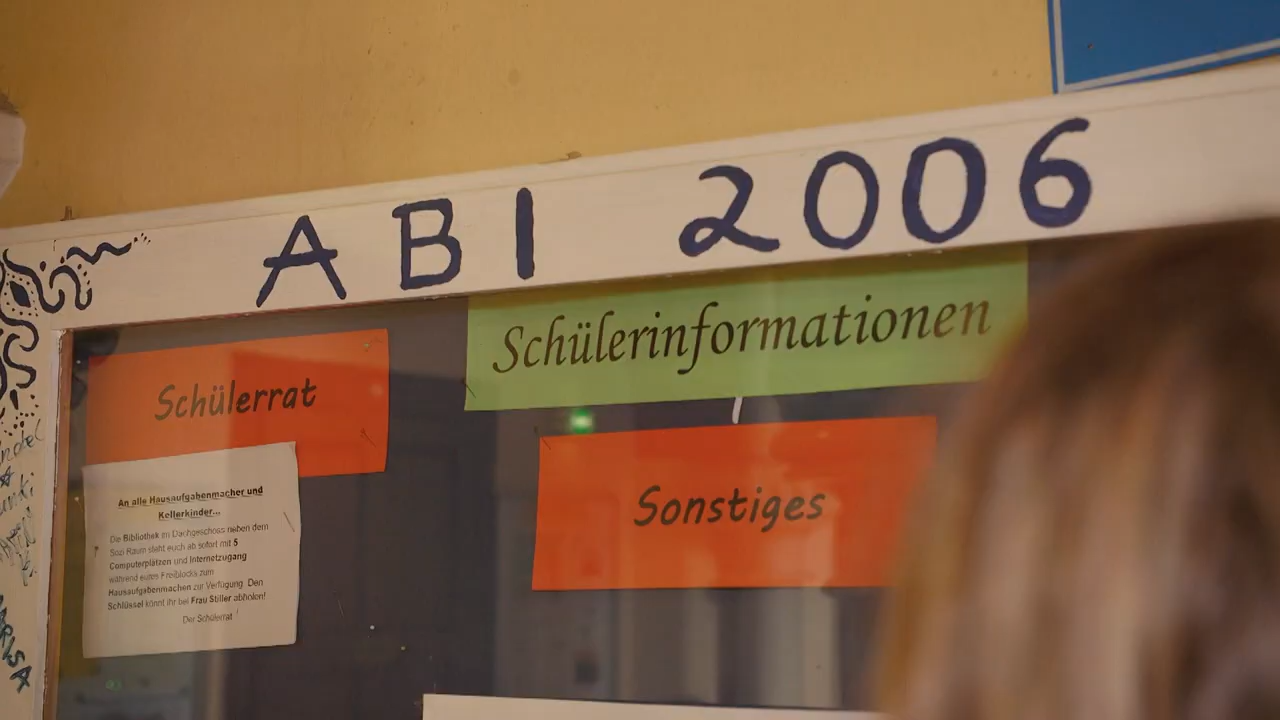 ABI 2006
Schülerinformationen
Schülerrat
Sonstiges
An alle Hausaufgabenmacher und
Kellerkinder...
Die Bibliothek im Dachgeschoss neben dem
Sozi Raum steht euch ab sofort mit 5
Computerplätzen und Internetzugang
während eures Freiblocks zum
Hausaufgabenmachen zur Verfügung. Den
Schlüssel könnt ihr bei Frau Stiller abholen!
Der Schülerrat